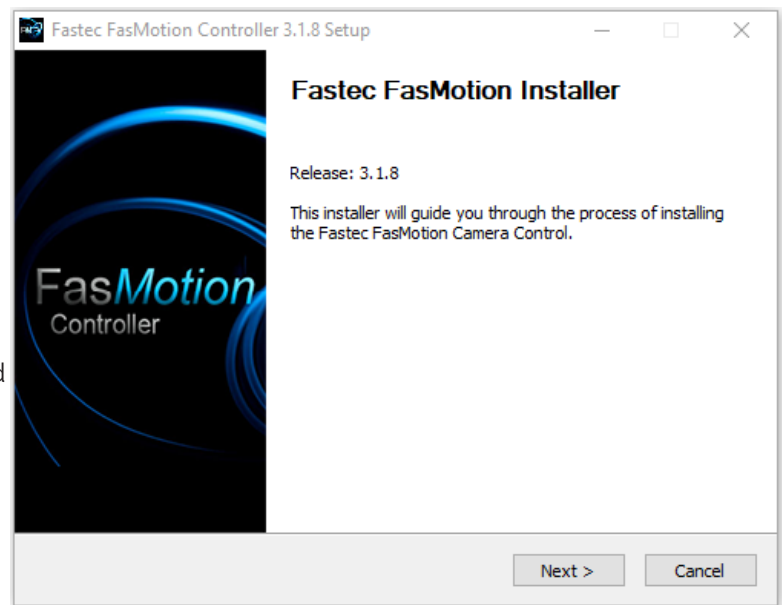 Fastec FasMotion Controller 3.1.8 Setup
Fastec FasMotion Installer
Release: 3.1.8
This installer will guide you through the process of installing
the Fastec FasMotion Camera Control.
FasMotion
Controller
Next >
Cancel